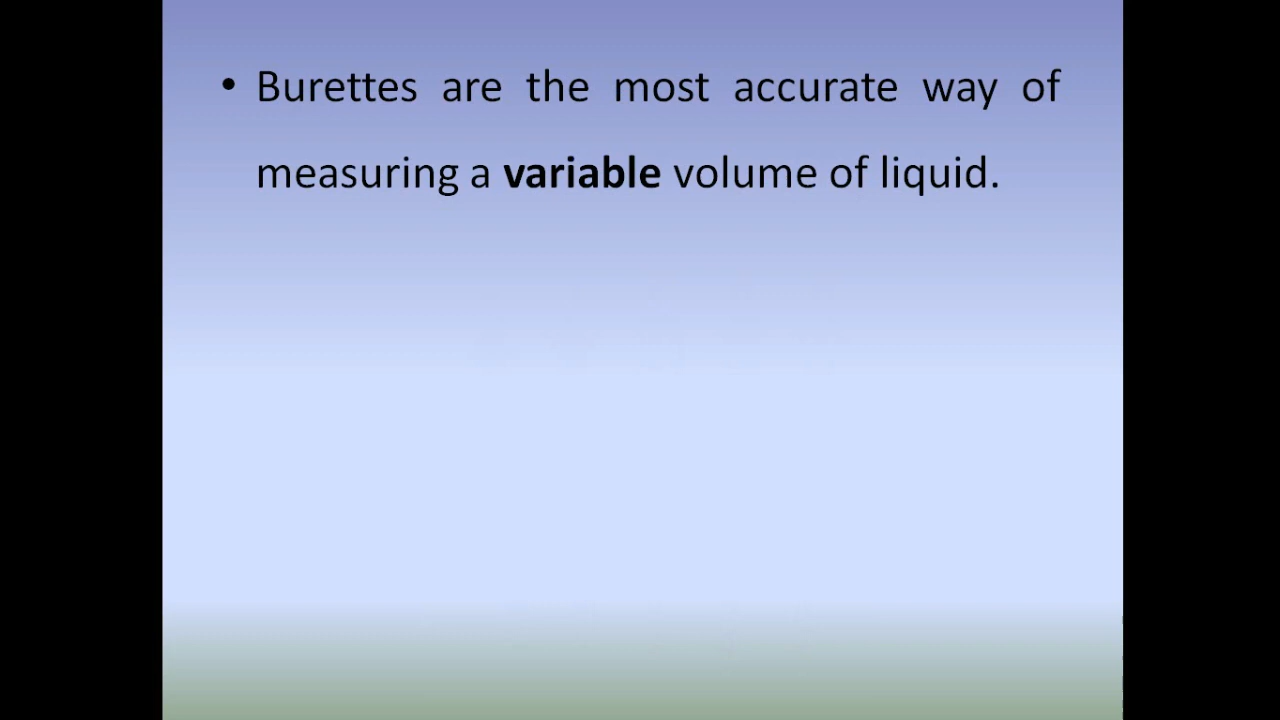 • Burettes are the most accurate way of
measuring a variable volume of liquid.